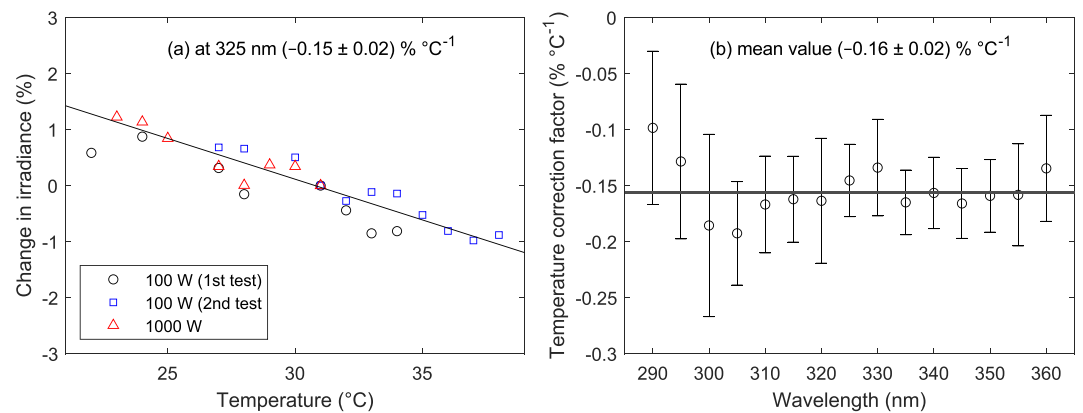 (a) at 325 nm (−0.15 ± 0.02) % °C⁻¹
Change in irradiance (%)
3
2
1
0
-1
-2
-3
100 W (1st test)
100 W (2nd test
1000 W
25
30
35
Temperature (°C)
(b) mean value (−0.16 ± 0.02) % °C⁻¹
Temperature correction factor (% °C⁻¹)
0
-0.05
-0.1
-0.15
-0.2
-0.25
-0.3
290
300
310
320
330
340
350
360
Wavelength (nm)